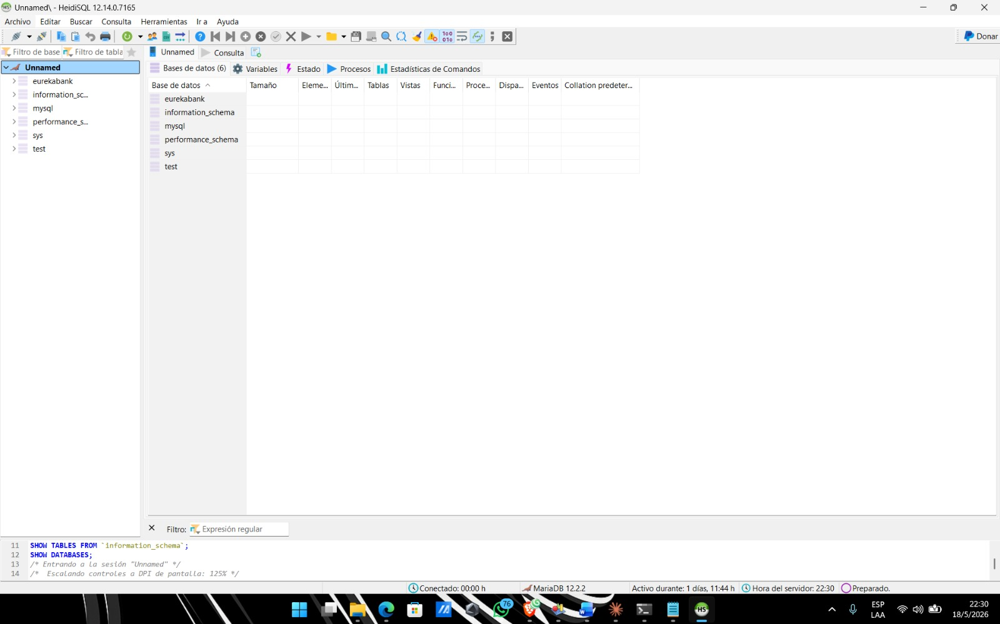 Unnamed\ - HeidiSQL 12.14.0.7165
Archivo Editar Buscar Consulta Herramientas Ir a Ayuda
Donar
Filtro de base Filtro de tabla
Unnamed Consulta
Unnamed
eurekabank
information_sc...
mysql
performance_s...
sys
test
Bases de datos (6) Variables Estado Procesos Estadísticas de Comandos
Base de datos Tamaño Eleme... Últim... Tablas Vistas Funci... Proce... Dispa... Eventos Collation predeter...
eurekabank
information_schema
mysql
performance_schema
sys
test
Filtro: Expresión regular
11 SHOW TABLES FROM `information_schema`;
12 SHOW DATABASES;
13 /* Entrando a la sesión "Unnamed" */
14 /* Escalando controles a DPI de pantalla: 125% */
Conectado: 00:00 h MariaDB 12.2.2 Activo durante: 1 días, 11:44 h Hora del servidor: 22:30 Preparado.
76
HS
ESP
LAA
22:30
18/5/2026